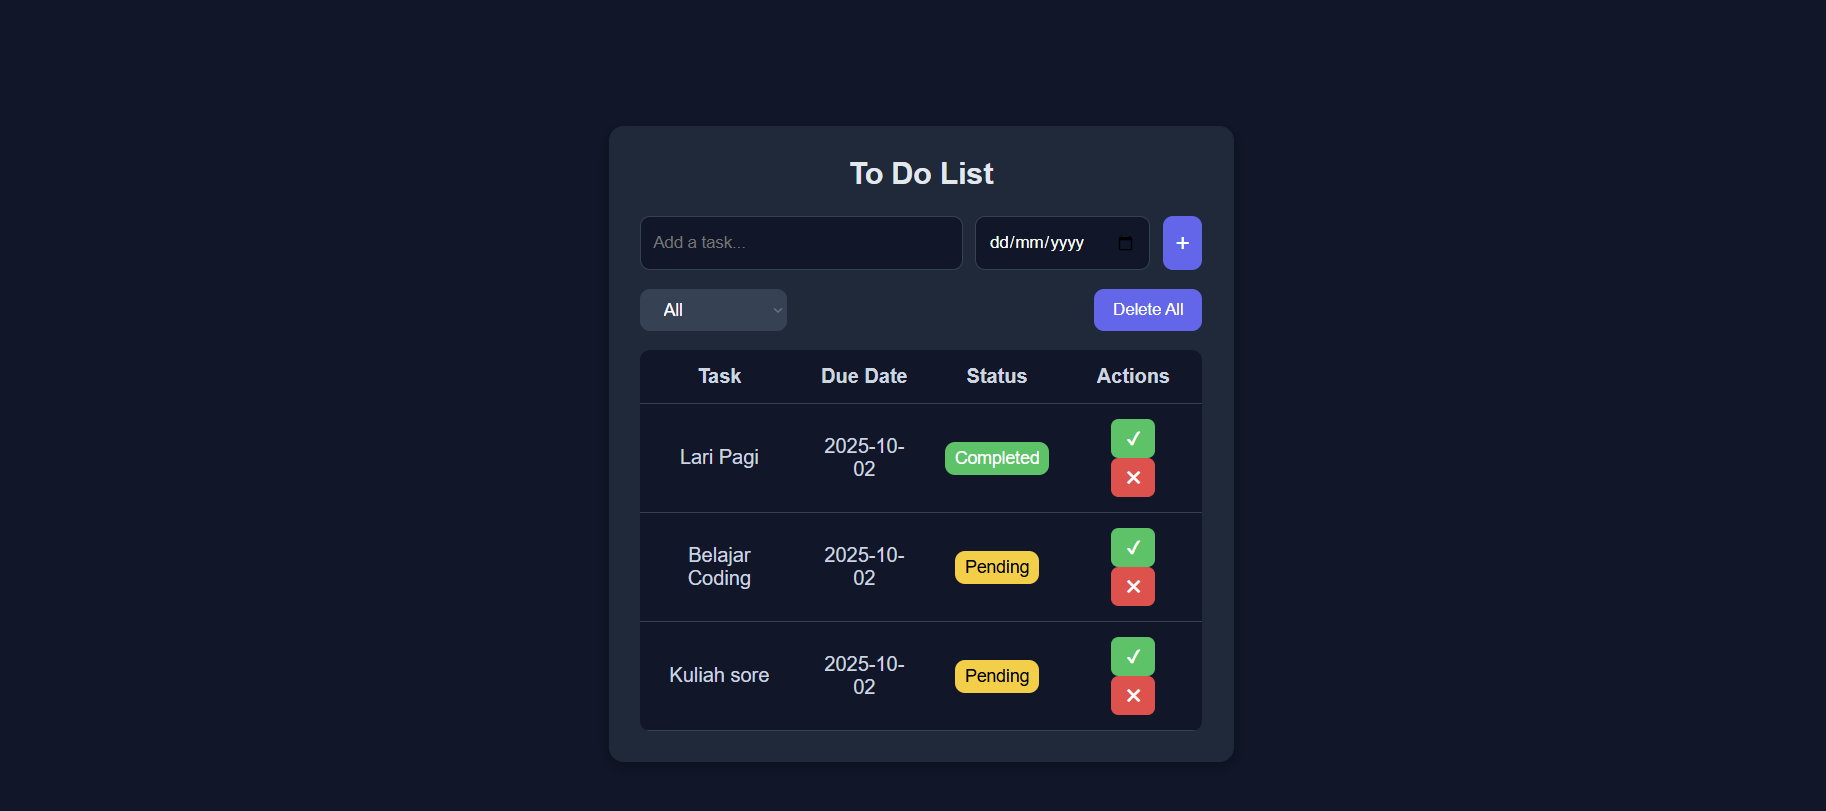 To Do List
Add a task...
dd/mm/yyyy
+
All
Delete All
Task Due Date Status Actions
Lari Pagi
2025-10-
02
Completed
✓
✕
Belajar
Coding
2025-10-
02
Pending
✓
✕
Kuliah sore
2025-10-
02
Pending
✓
✕